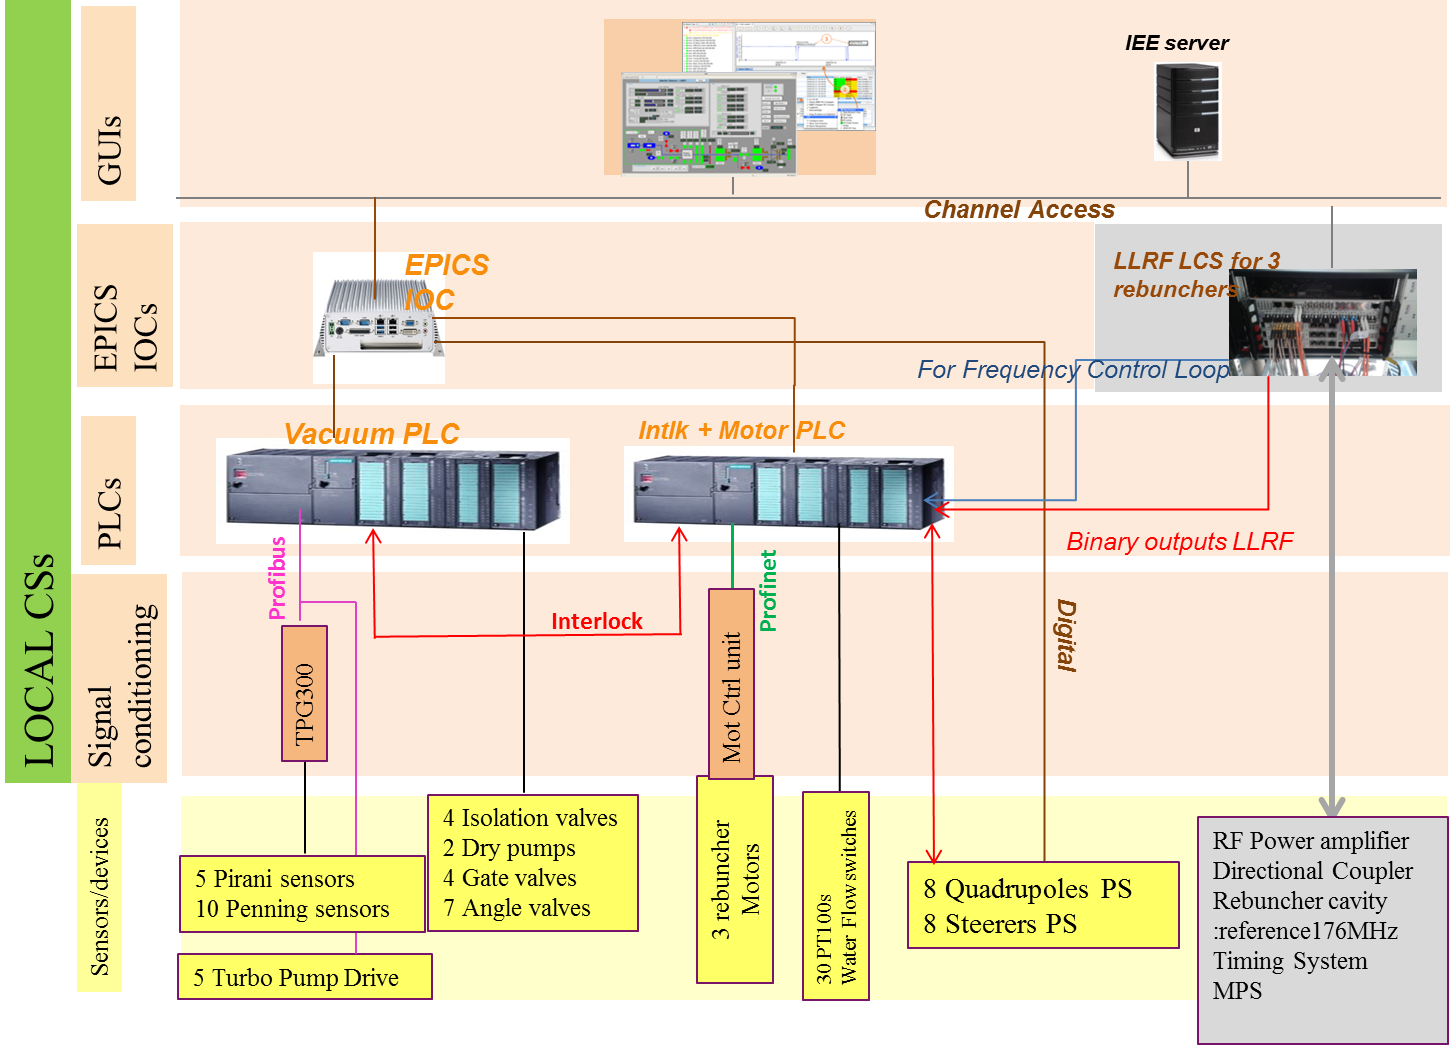 LOCAL CSs
GUIs
IEE server
Channel Access
EPICS
IOCs
EPICS
IOC
LLRF LCS for 3
rebunchers
For Frequency Control Loop
PLCs
Vacuum PLC
Intlk + Motor PLC
Binary outputs LLRF
Signal
conditioning
Profibus
Interlock
Profinet
Digital
TPG300
Mot Ctrl unit
Sensors/devices
5 Pirani sensors
10 Penning sensors
5 Turbo Pump Drive
4 Isolation valves
2 Dry pumps
4 Gate valves
7 Angle valves
3 rebuncher
Motors
30 PT100s
Water Flow switches
8 Quadrupoles PS
8 Steerers PS
RF Power amplifier
Directional Coupler
Rebuncher cavity
:reference176MHz
Timing System
MPS